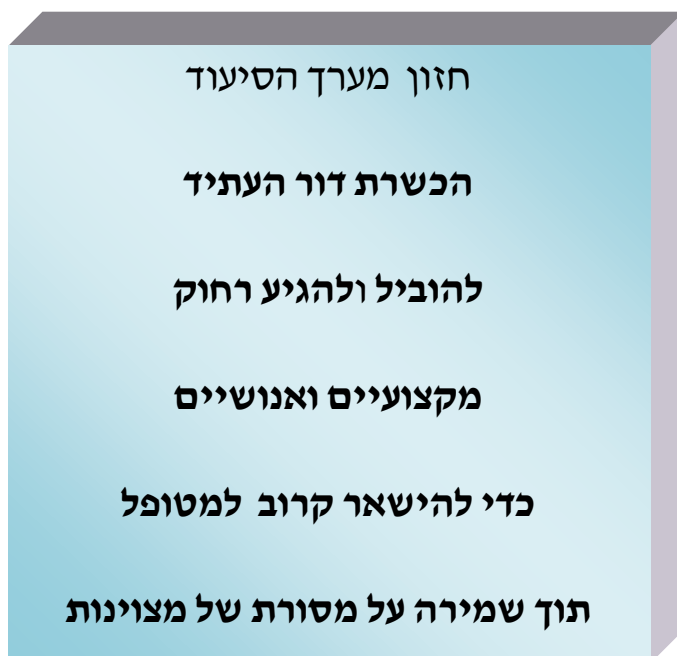 חזון מערך הסיעוד
הכשרת דור העתיד
להוביל ולהגיע רחוק
מקצועיים ואנושיים
כדי להישאר קרוב למטופל
תוך שמירה על מסורת של מצוינות